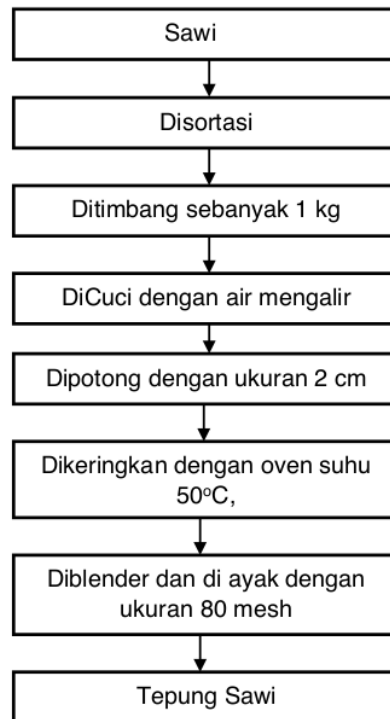 Sawi
Disortasi
Ditimbang sebanyak 1 kg
DiCuci dengan air mengalir
Dipotong dengan ukuran 2 cm
Dikeringkan dengan oven suhu
50°C,
Diblender dan di ayak dengan
ukuran 80 mesh
Tepung Sawi